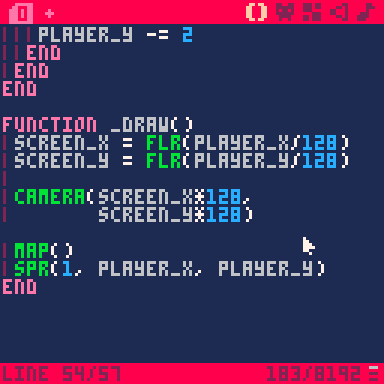 PLAYER_Y -= 2
END
END
END
FUNCTION _DRAW()
SCREEN_X = FLR(PLAYER_X/128)
SCREEN_Y = FLR(PLAYER_Y/128)
CAMERA(SCREEN_X*128,
SCREEN_Y*128)
MAP()
SPR(1, PLAYER_X, PLAYER_Y)
END
LINE 54/57 183/8192